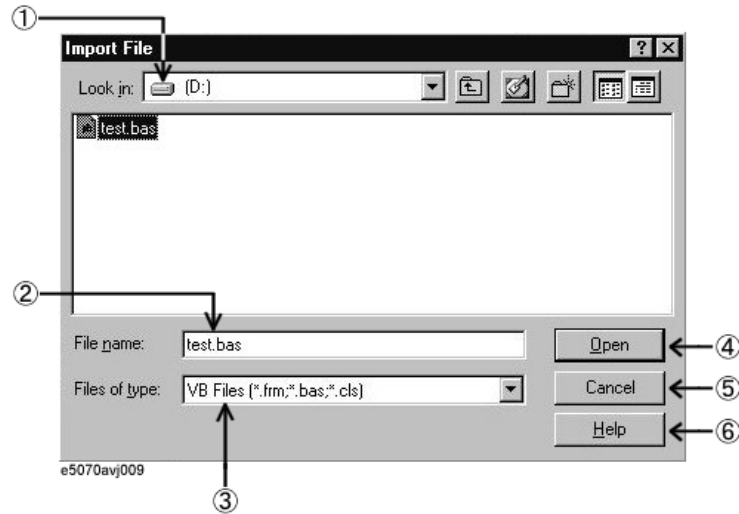 ①
Import File
Look in: (D:)
test.bas
②
File name: test.bas Open ④
Files of type: VB Files (*.frm;*.bas;*.cls) Cancel ⑤
Help ⑥
e5070avj009
③